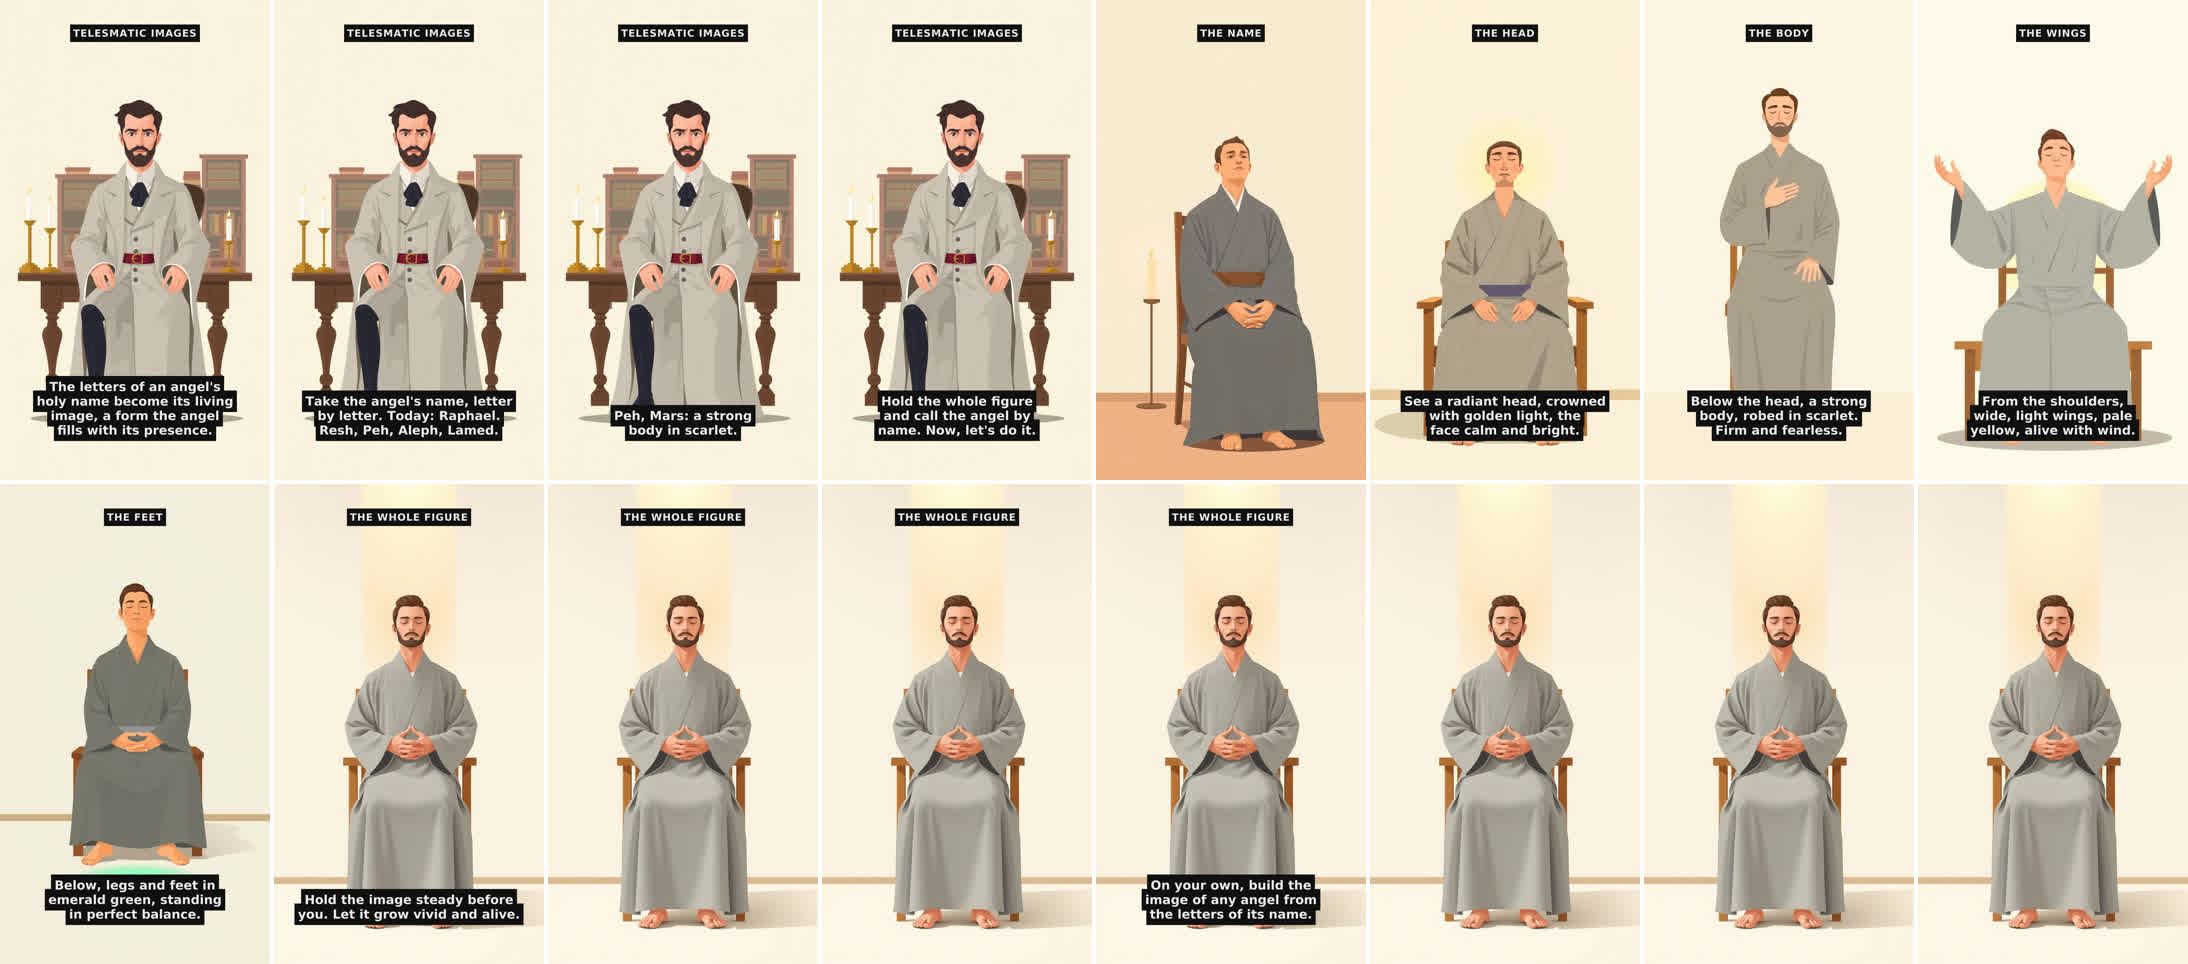 TELESMATIC IMAGES
The letters of an angel's
holy name become its living
image, a form the angel
fills with its presence.
TELESMATIC IMAGES
Take the angel's name, letter
by letter. Today: Raphael.
Resh, Peh, Aleph, Lamed.
TELESMATIC IMAGES
Peh, Mars: a strong
body in scarlet.
TELESMATIC IMAGES
Hold the whole figure
and call the angel by
name. Now, let's do it.
THE NAME
THE HEAD
See a radiant head, crowned
with golden light, the
face calm and bright.
THE BODY
Below the head, a strong
body, robed in scarlet.
Firm and fearless.
THE WINGS
From the shoulders,
wide, light wings, pale
yellow, alive with wind.
THE FEET
Below, legs and feet in
emerald green, standing
in perfect balance.
THE WHOLE FIGURE
Hold the image steady before
you. Let it grow vivid and alive.
THE WHOLE FIGURE
THE WHOLE FIGURE
THE WHOLE FIGURE
On your own, build the
image of any angel from
the letters of its name.